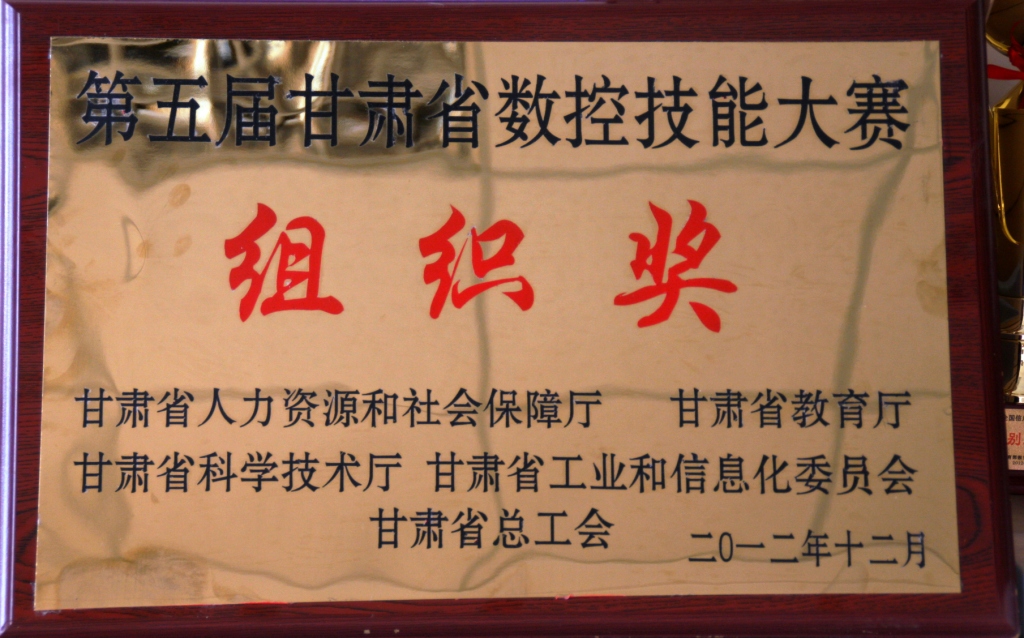 第五届甘肃省数控技能大赛
组织奖
甘肃省人力资源和社会保障厅 甘肃省教育厅
甘肃省科学技术厅 甘肃省工业和信息化委员会
甘肃省总工会
二0一二年十二月